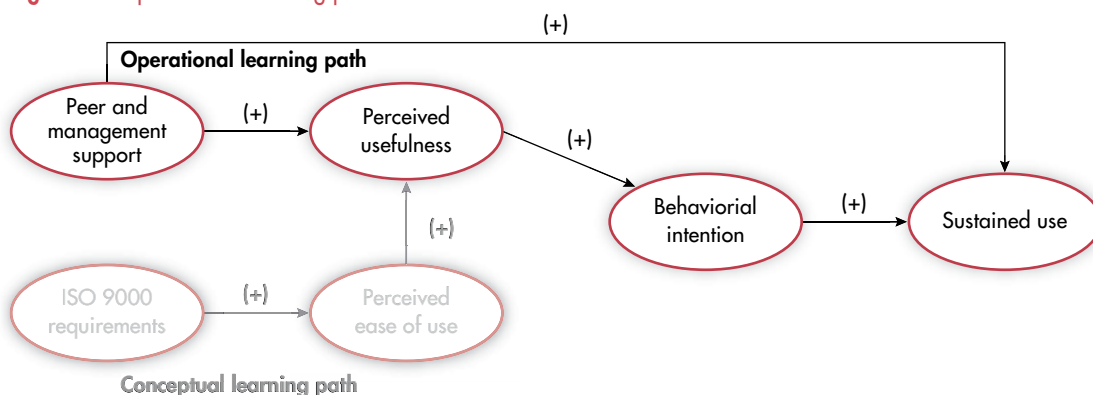 (+)
Operational learning path
Peer and
management
support
(+)
Perceived
usefulness
(+)
Behaviorial
intention
(+)
Sustained use
(+)
ISO 9000
requirements
(+)
Perceived
ease of use
Conceptual learning path